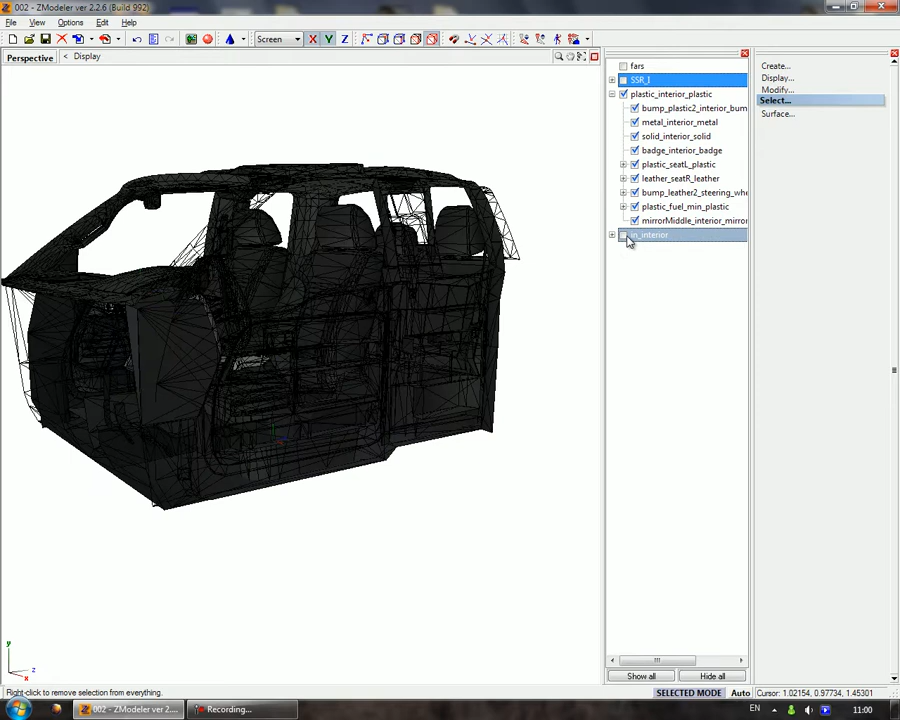 002 - ZModeler ver 2.2.6 (Build 992)
File View Options Edit Help
Screen X Y Z
Perspective < Display
fars
SSR_I
plastic_interior_plastic
bump_plastic2_interior_bum
metal_interior_metal
solid_interior_solid
badge_interior_badge
plastic_seatL_plastic
leather_seatR_leather
bump_leather2_steering_whe
plastic_fuel_min_plastic
mirrorMiddle_interior_mirror
in_interior
Create...
Display...
Modify...
Select...
Surface...
y
z
x
Show all Hide all
Right-click to remove selection from everything. SELECTED MODE Auto Cursor: 1.02154, 0.97734, 1.45301
002 - ZModeler ver 2.... Recording... EN 11:00